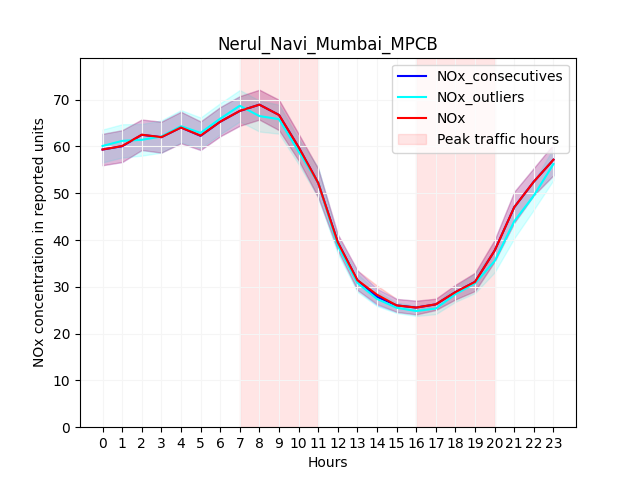 Nerul_Navi_Mumbai_MPCB
NOx_consecutives
NOx_outliers
NOx
Peak traffic hours
NOx concentration in reported units
70
60
50
40
30
20
10
0
0 1 2 3 4 5 6 7 8 9 10 11 12 13 14 15 16 17 18 19 20 21 22 23
Hours